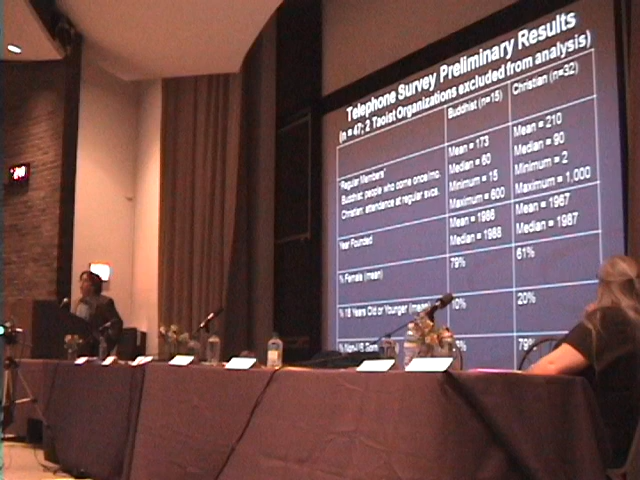 Telephone Survey Preliminary Results
(n = 47; 2 Taoist Organizations excluded from analysis)
Buddhist (n=15)
Christian (n=32)
"Regular Members"
Buddhist: people who come once/mo.
Christian: attendance at regular svcs.
Mean = 173
Median = 60
Minimum = 15
Maximum = 600
Mean = 210
Median = 90
Minimum = 2
Maximum = 1,000
Year Founded
Mean = 1986
Median = 1988
Mean = 1967
Median = 1987
% Female (mean)
79%
61%
% 18 Years Old or Younger (mean)
10%
20%